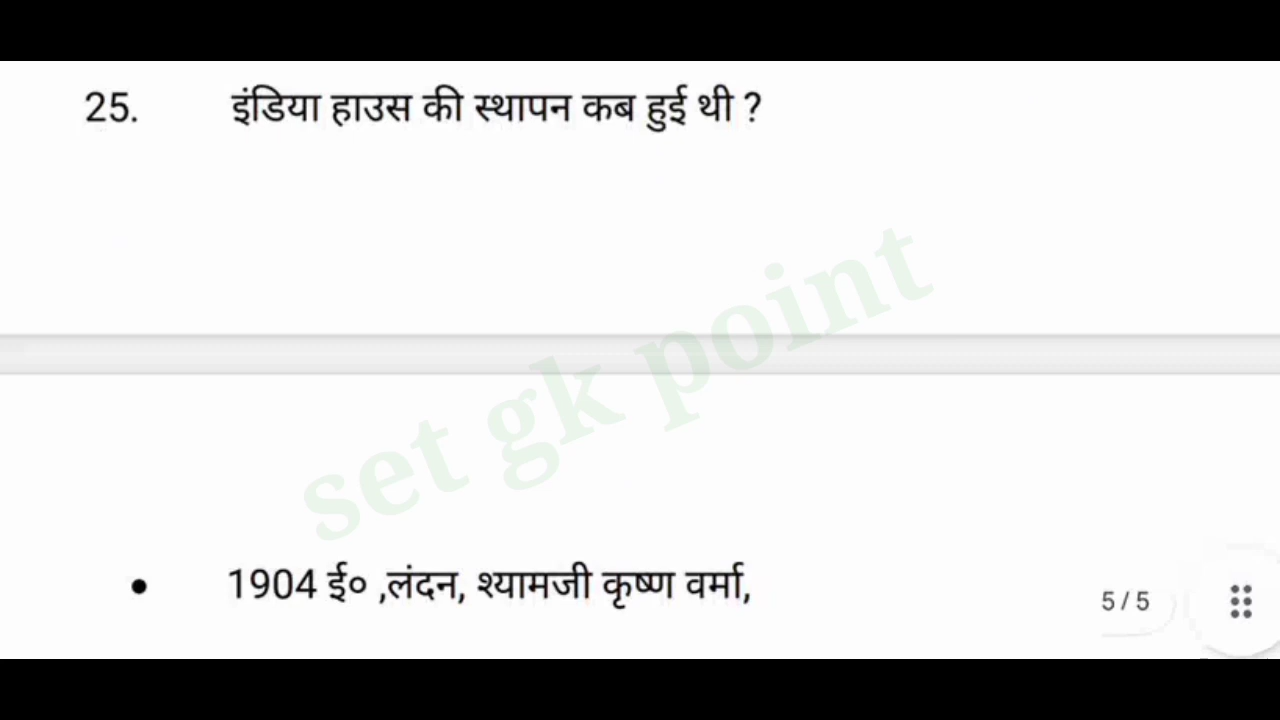 25. इंडिया हाउस की स्थापन कब हुई थी ?
set gk point
1904 ई० ,लंदन, श्यामजी कृष्ण वर्मा,
5 / 5